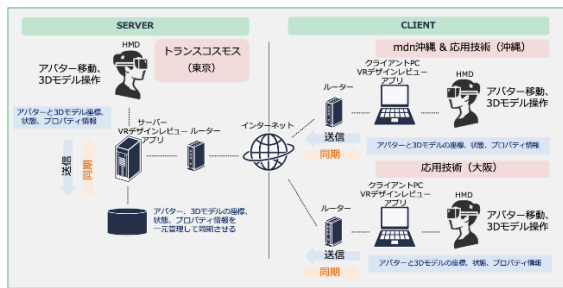 SERVER
HMD
トランスコスモス
（東京）
アバター移動、
3Dモデル操作
アバターと3Dモデル座標、
状態、プロパティ情報
サーバー
VRデザインレビュー
アプリ
ルーター
送信
同期
アバター、3Dモデルの座標、
状態、プロパティ情報を
一元管理して同期させる
インターネット
CLIENT
mdn沖縄 & 応用技術（沖縄）
クライアントPC
VRデザインレビュー
アプリ
HMD
ルーター
アバター移動、
3Dモデル操作
送信
同期
アバターと3Dモデルの座標、状態、プロパティ情報
応用技術（大阪）
クライアントPC
VRデザインレビュー
アプリ
HMD
ルーター
アバター移動、
3Dモデル操作
送信
同期
アバターと3Dモデルの座標、状態、プロパティ情報